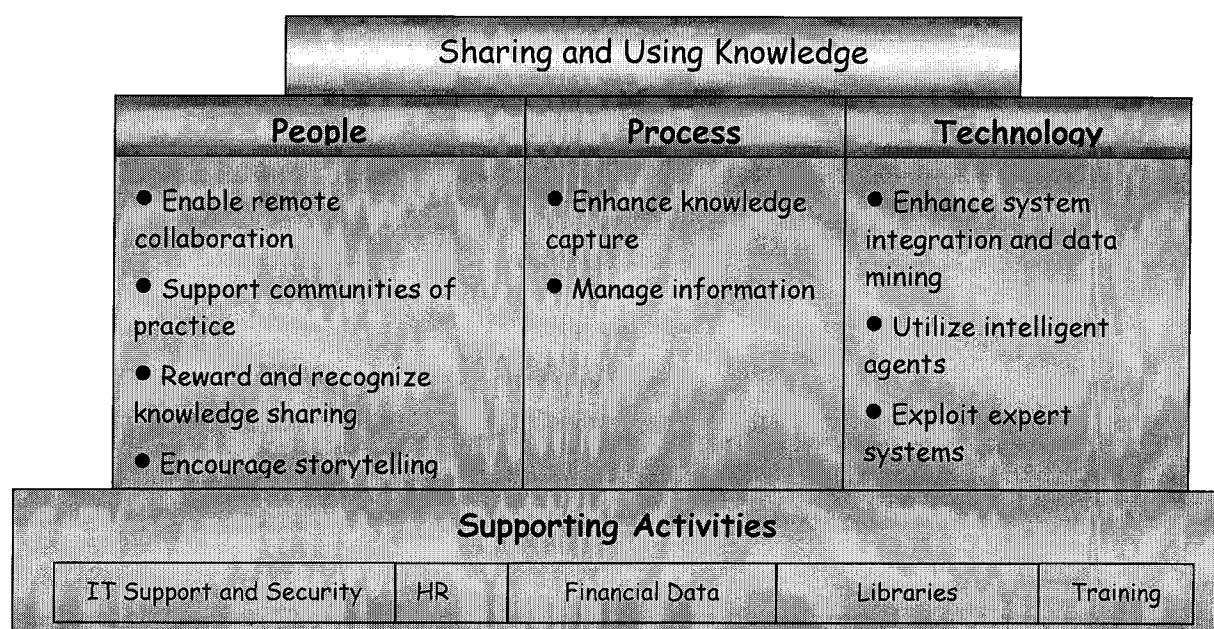 Sharing and Using Knowledge
People
Process
Technology
● Enable remote
collaboration
● Support communities of
practice
● Reward and recognize
knowledge sharing
● Encourage storytelling
● Enhance knowledge
capture
● Manage information
● Enhance system
integration and data
mining
● Utilize intelligent
agents
● Exploit expert
systems
Supporting Activities
IT Support and Security
HR
Financial Data
Libraries
Training